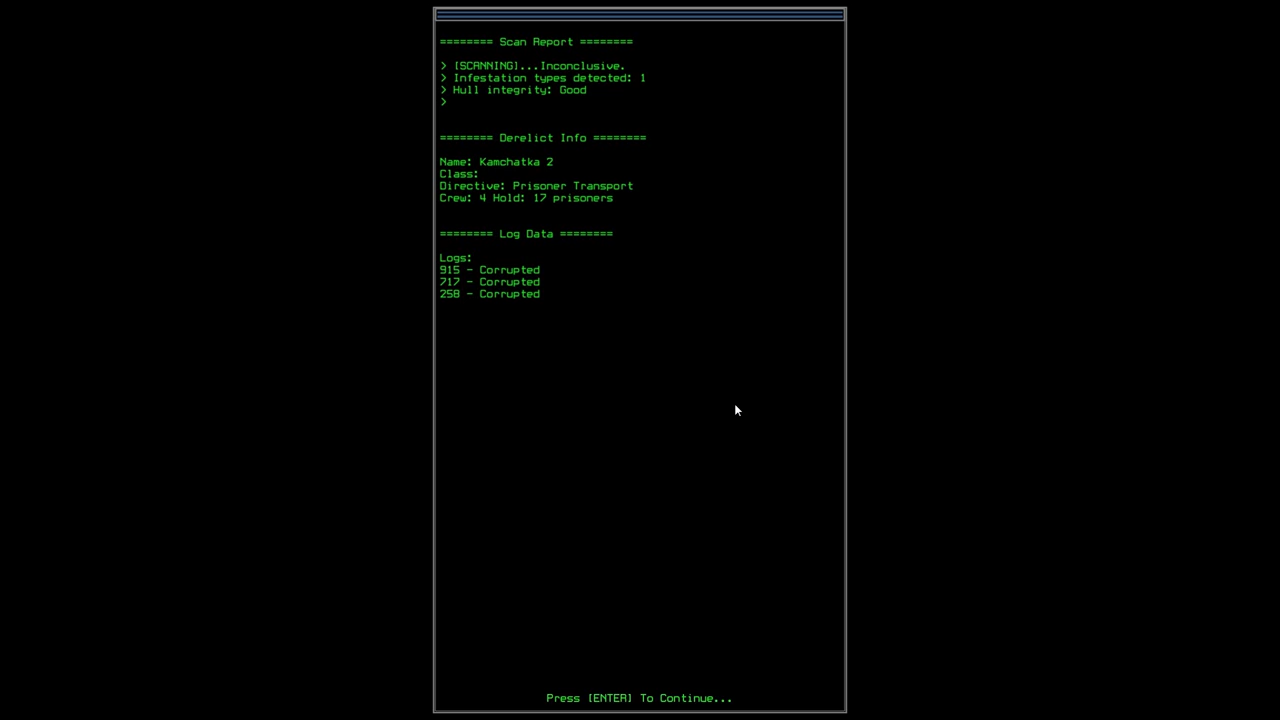 ======== Scan Report ========
> [SCANNING]...Inconclusive.
> Infestation types detected: 1
> Hull integrity: Good
>
======== Derelict Info ========
Name: Kamchatka 2
Class:
Directive: Prisoner Transport
Crew: 4 Hold: 17 prisoners
======== Log Data ========
Logs:
915 - Corrupted
717 - Corrupted
258 - Corrupted
Press [ENTER] To Continue...